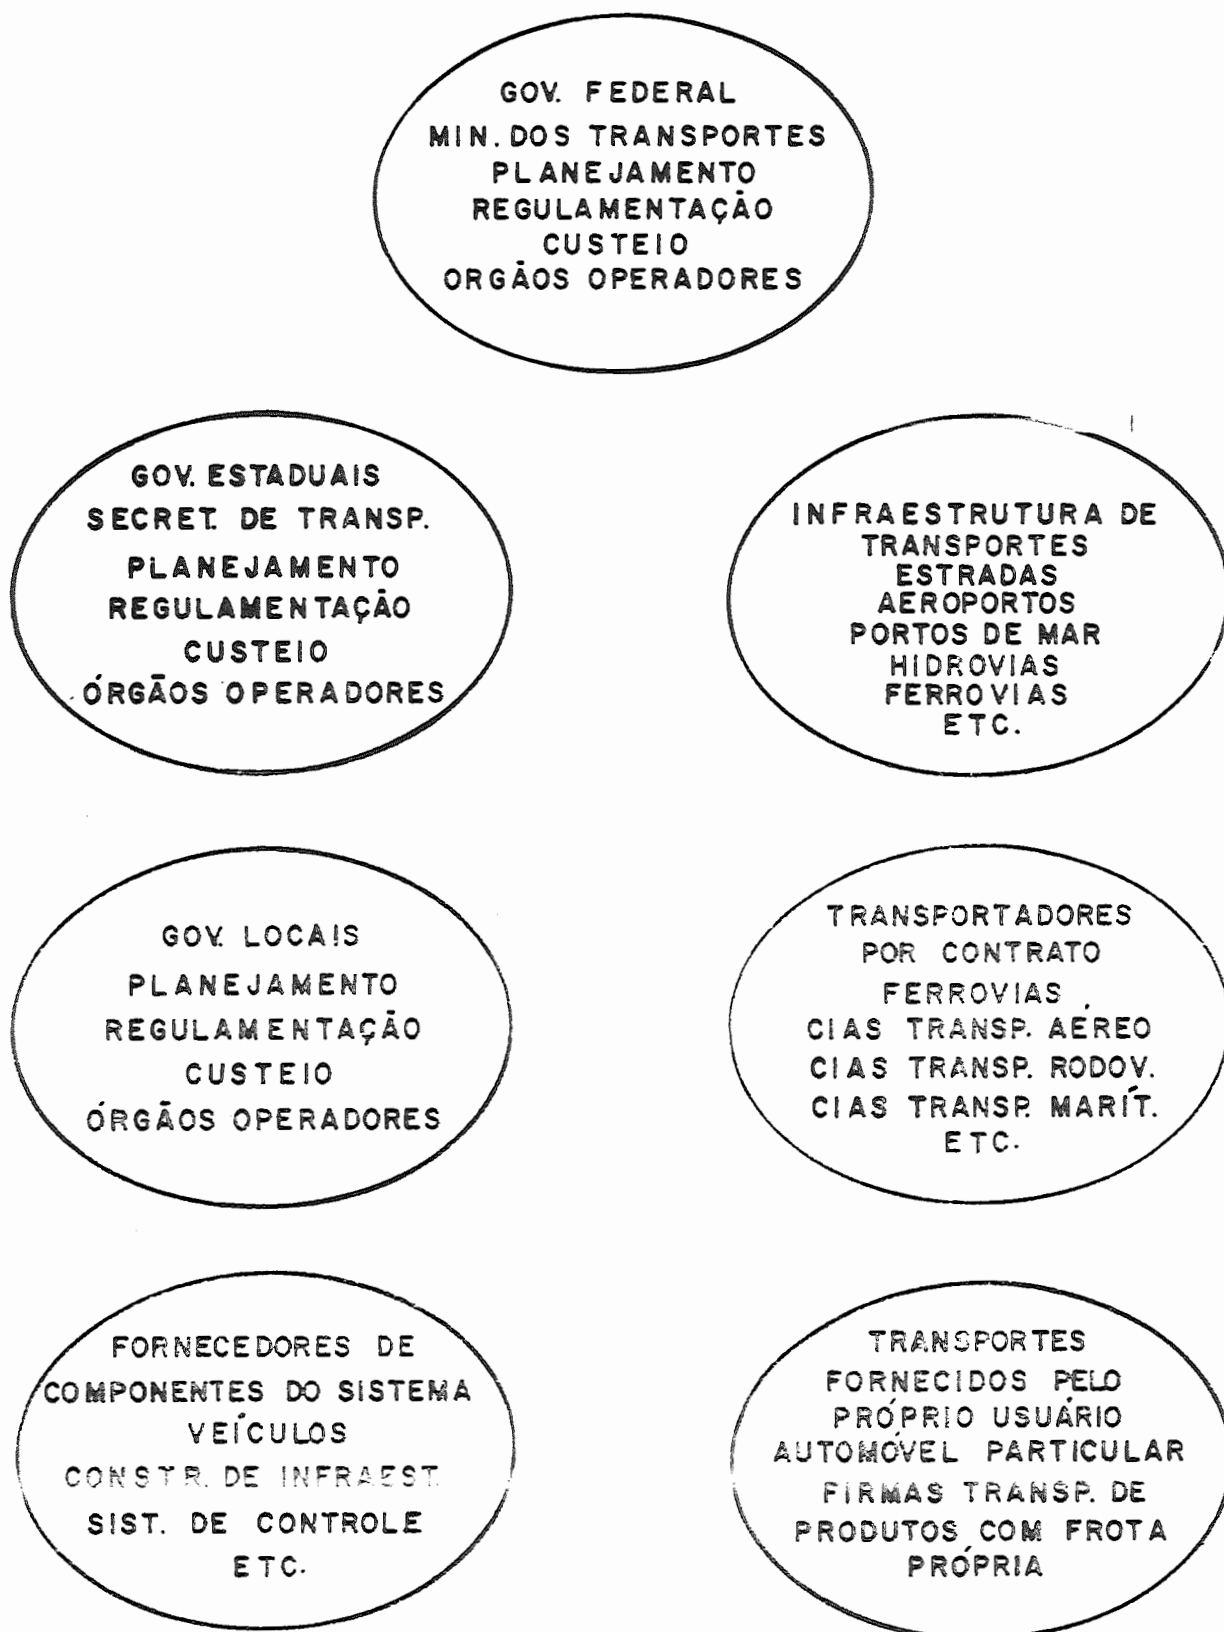 GOV. FEDERAL
MIN. DOS TRANSPORTES
PLANEJAMENTO
REGULAMENTAÇÃO
CUSTEIO
ORGÃOS OPERADORES
GOV. ESTADUAIS
SECRET. DE TRANSP.
PLANEJAMENTO
REGULAMENTAÇÃO
CUSTEIO
ÓRGÃOS OPERADORES
INFRAESTRUTURA DE
TRANSPORTES
ESTRADAS
AEROPORTOS
PORTOS DE MAR
HIDROVIAS
FERROVIAS
ETC.
GOV. LOCAIS
PLANEJAMENTO
REGULAMENTAÇÃO
CUSTEIO
ÓRGÃOS OPERADORES
TRANSPORTADORES
POR CONTRATO
FERROVIAS
CIAS TRANSP. AÉREO
CIAS TRANSP. RODOV.
CIAS TRANSP. MARÍT.
ETC.
FORNECEDORES DE
COMPONENTES DO SISTEMA
VEÍCULOS
CONSTR. DE INFRAEST.
SIST. DE CONTROLE
ETC.
TRANSPORTES
FORNECIDOS PELO
PRÓPRIO USUÁRIO
AUTOMÓVEL PARTICULAR
FIRMAS TRANSP. DE
PRODUTOS COM FROTA
PRÓPRIA